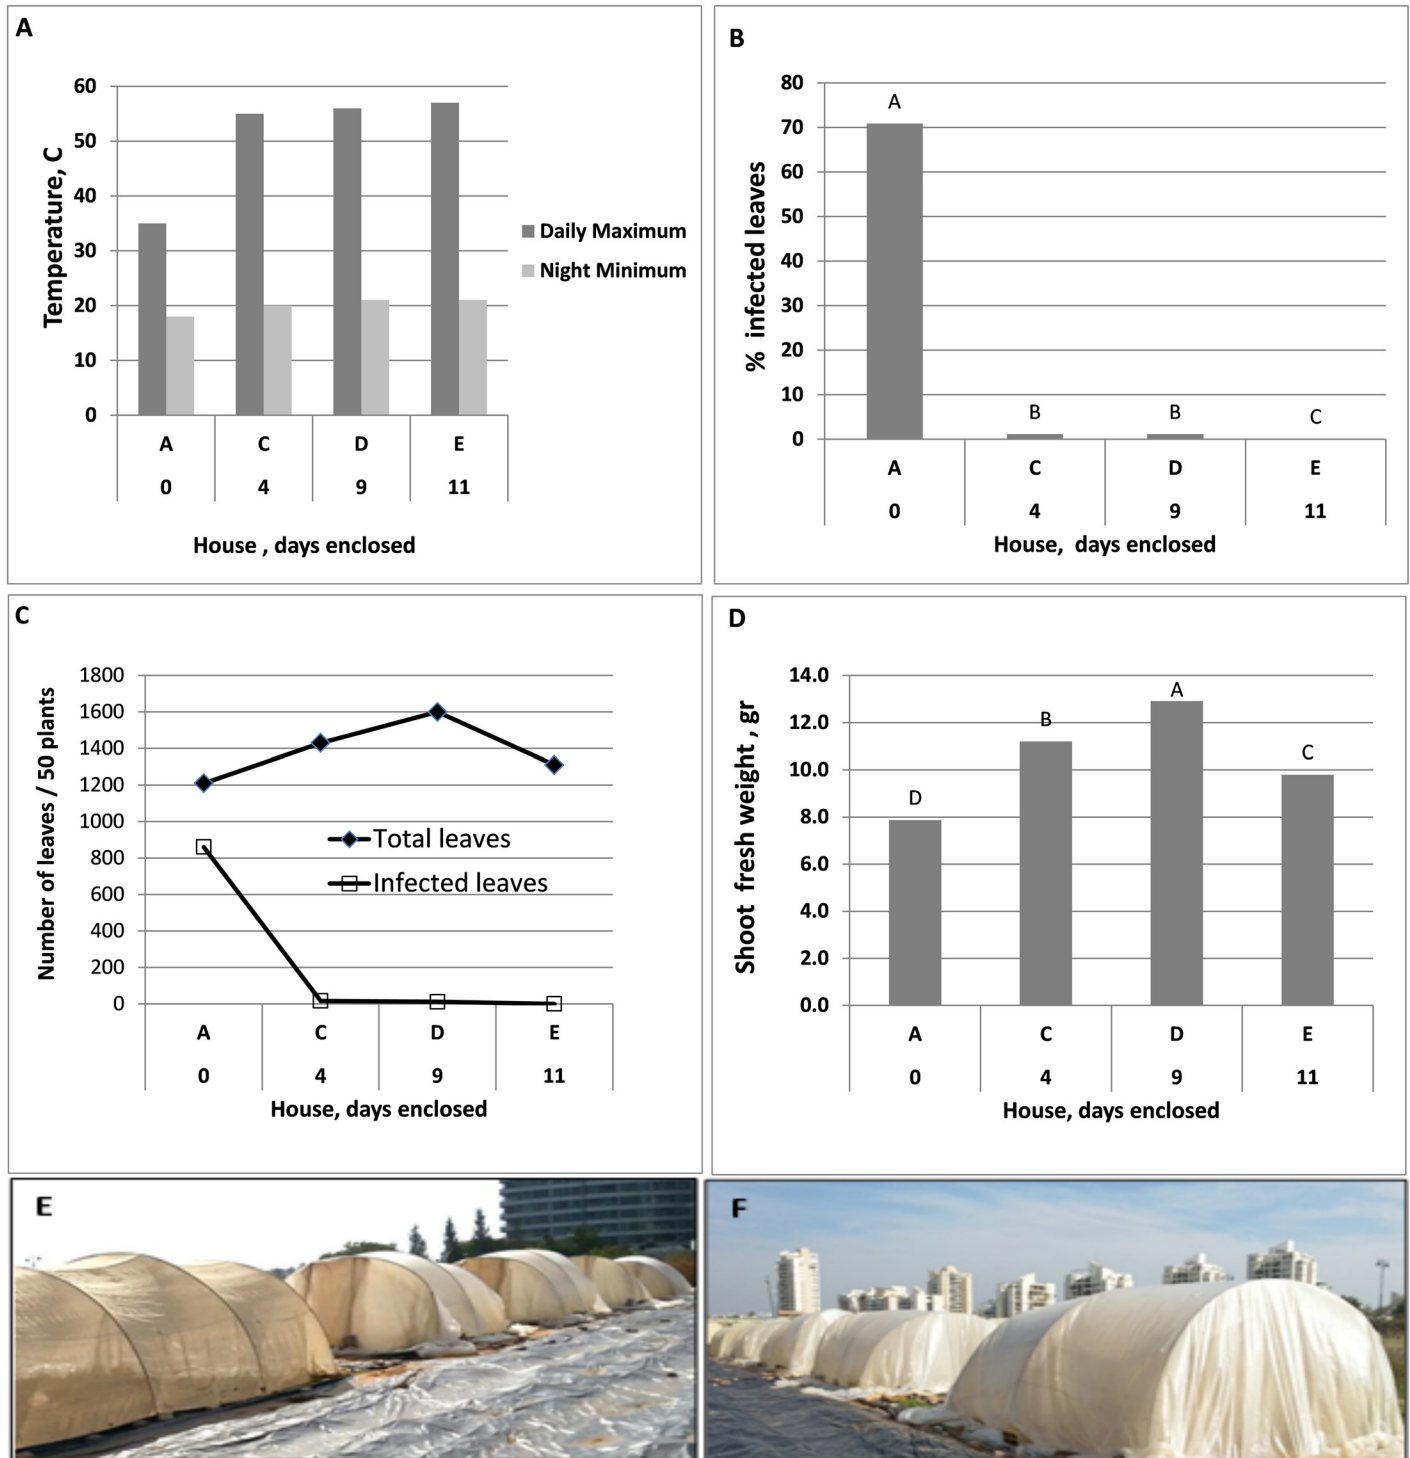 A
60
50
40
30
20
10
0
Temperature, C
Daily Maximum
Night Minimum
A C D E
0 4 9 11
House , days enclosed
B
80
70
60
50
40
30
20
10
0
% infected leaves
A
B
B
C
A C D E
0 4 9 11
House, days enclosed
C
1800
1600
1400
1200
1000
800
600
400
200
0
Number of leaves / 50 plants
Total leaves
Infected leaves
A C D E
0 4 9 11
House, days enclosed
D
14.0
12.0
10.0
8.0
6.0
4.0
2.0
0.0
Shoot fresh weight , gr
D
B
A
C
A C D E
0 4 9 11
House, days enclosed
E
F